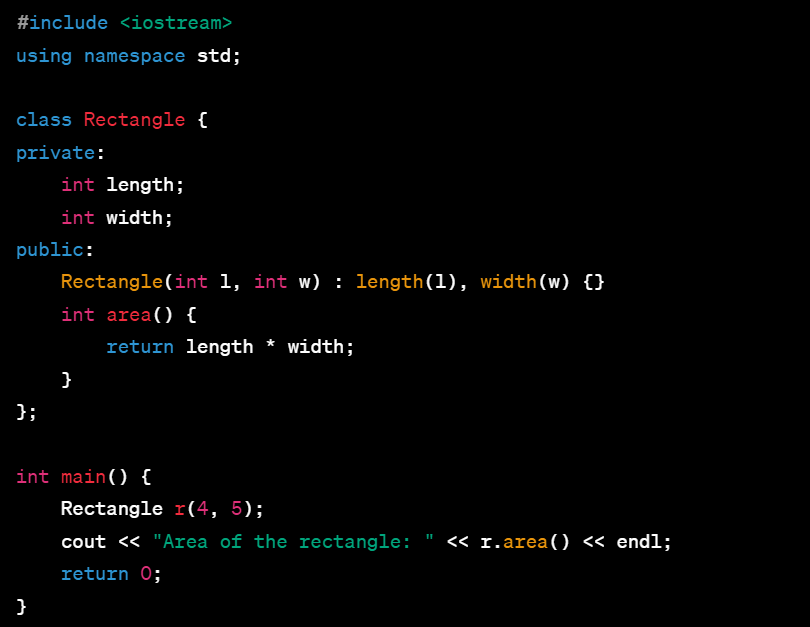 #include <iostream>
using namespace std;

class Rectangle {
private:
    int length;
    int width;
public:
    Rectangle(int l, int w) : length(l), width(w) {}
    int area() {
        return length * width;
    }
};

int main() {
    Rectangle r(4, 5);
    cout << "Area of the rectangle: " << r.area() << endl;
    return 0;
}